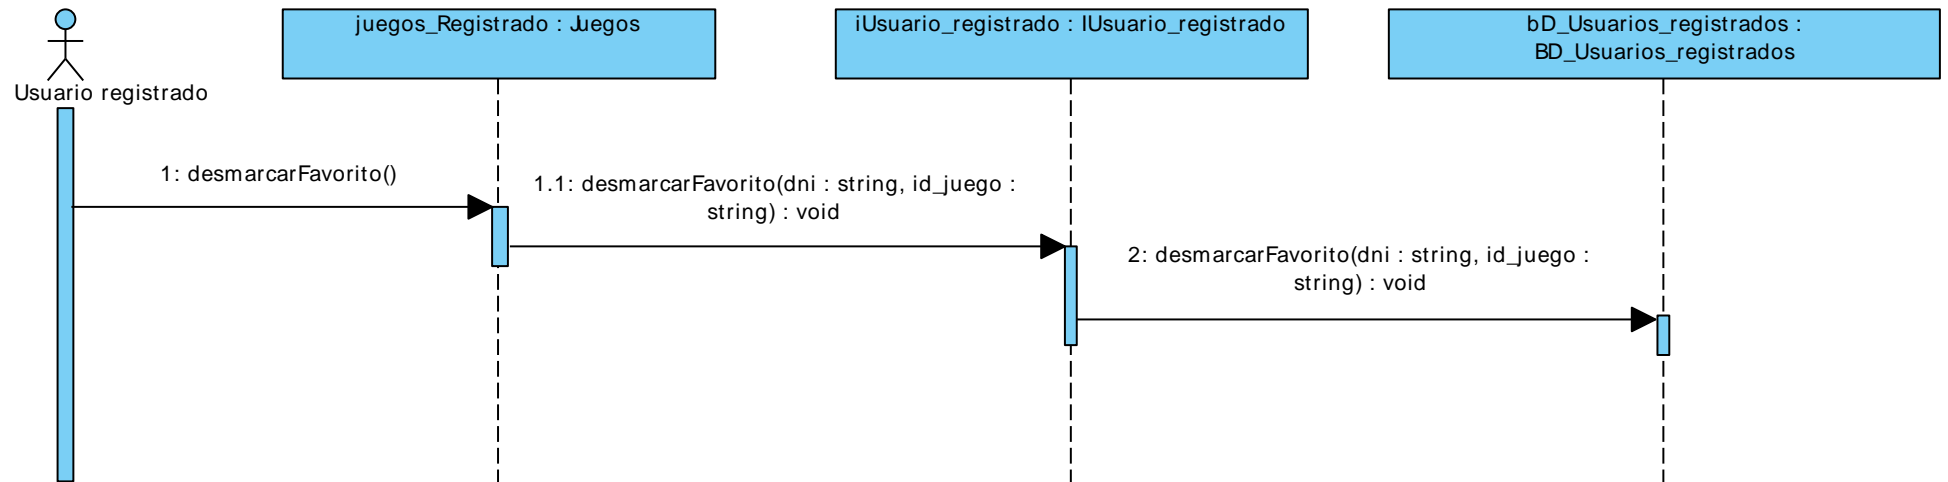 juegos_Registrado : Juegos
iUsuario_registrado : IUsuario_registrado
bD_Usuarios_registrados :
BD_Usuarios_registrados
Usuario registrado
1: desmarcarFavorito()
1.1: desmarcarFavorito(dni : string, id_juego :
string) : void
2: desmarcarFavorito(dni : string, id_juego :
string) : void